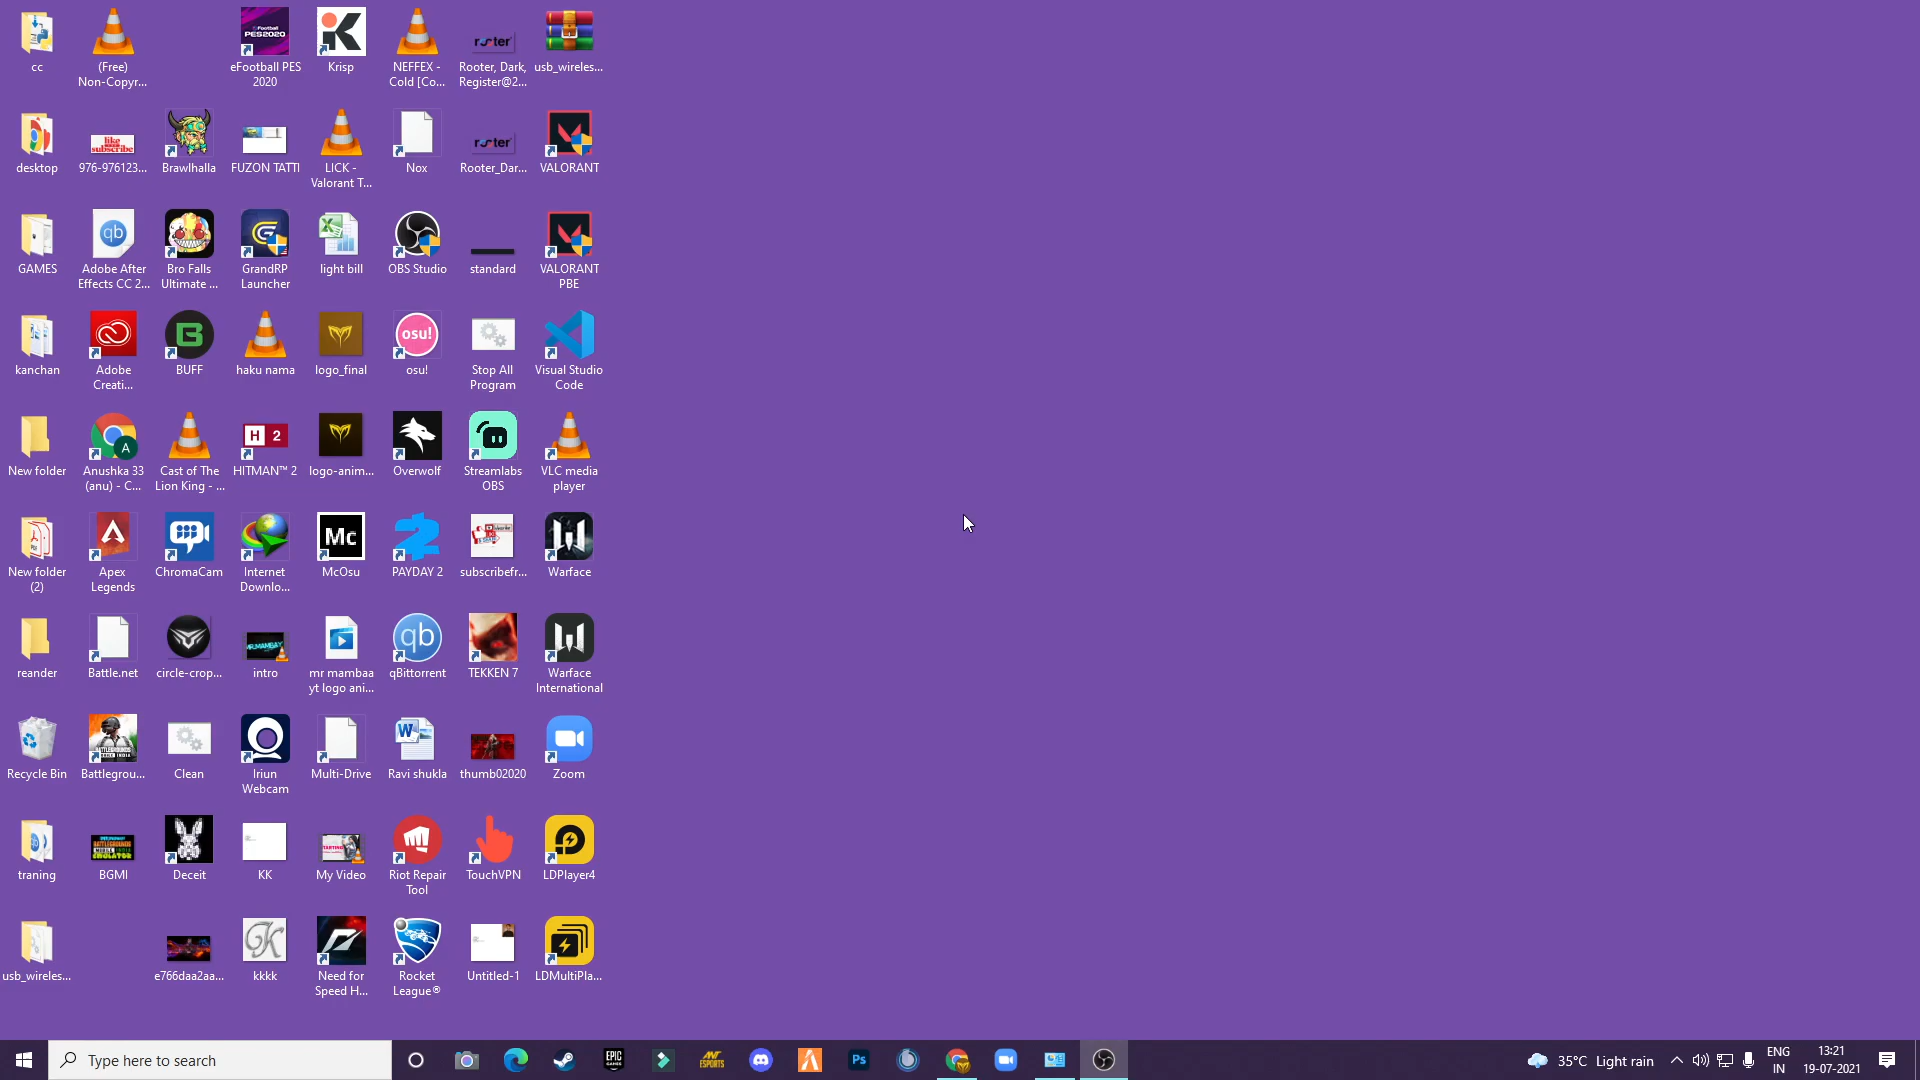 cc
(Free)
Non-Copyr...
eFootball PES
2020
Krisp
NEFFEX -
Cold [Co...
Rooter, Dark,
Register@2...
usb_wireles...
desktop
976-976123...
Brawlhalla
FUZON TATTI
LICK -
Valorant T...
Nox
Rooter_Dar...
VALORANT
GAMES
Adobe After
Effects CC 2...
Bro Falls
Ultimate ...
GrandRP
Launcher
light bill
OBS Studio
standard
VALORANT
PBE
kanchan
Adobe
Creati...
BUFF
haku nama
logo_final
osu!
Stop All
Program
Visual Studio
Code
New folder
Anushka 33
(anu) - C...
Cast of The
Lion King - ...
HITMAN™ 2
logo-anim...
Overwolf
Streamlabs
OBS
VLC media
player
New folder
(2)
Apex
Legends
ChromaCam
Internet
Downlo...
McOsu
PAYDAY 2
subscribefr...
Warface
reander
Battle.net
circle-crop...
intro
mr mambaa
yt logo ani...
qBittorrent
TEKKEN 7
Warface
International
Recycle Bin
Battlegrou...
Clean
Iriun
Webcam
Multi-Drive
Ravi shukla
thumb02020
Zoom
traning
BGMI
Deceit
KK
My Video
Riot Repair
Tool
TouchVPN
LDPlayer4
usb_wireles...
e766daa2aa...
kkkk
Need for
Speed H...
Rocket
League®
Untitled-1
LDMultiPla...
Type here to search
35°C Light rain
ENG
IN
13:21
19-07-2021